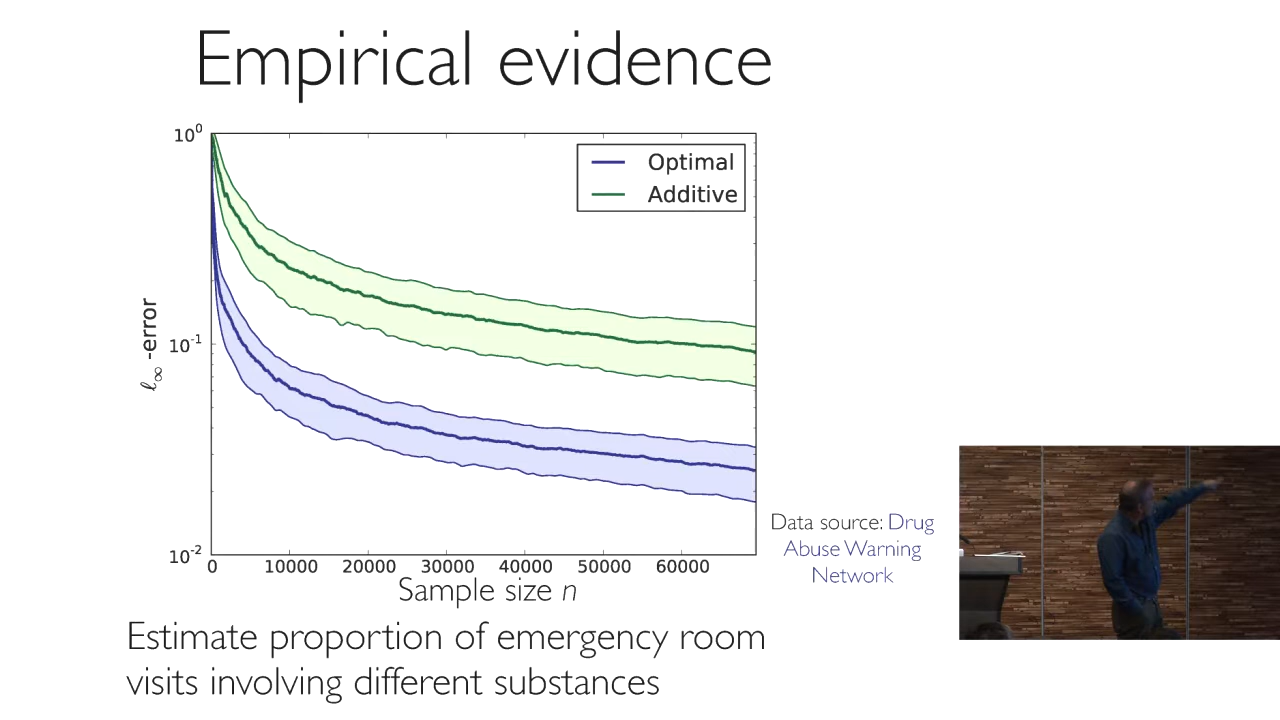 Empirical evidence
10^0
10^-1
10^-2
ℓ∞ -error
Optimal
Additive
0 10000 20000 30000 40000 50000 60000
Sample size n
Data source: Drug
Abuse Warning
Network
Estimate proportion of emergency room
visits involving different substances